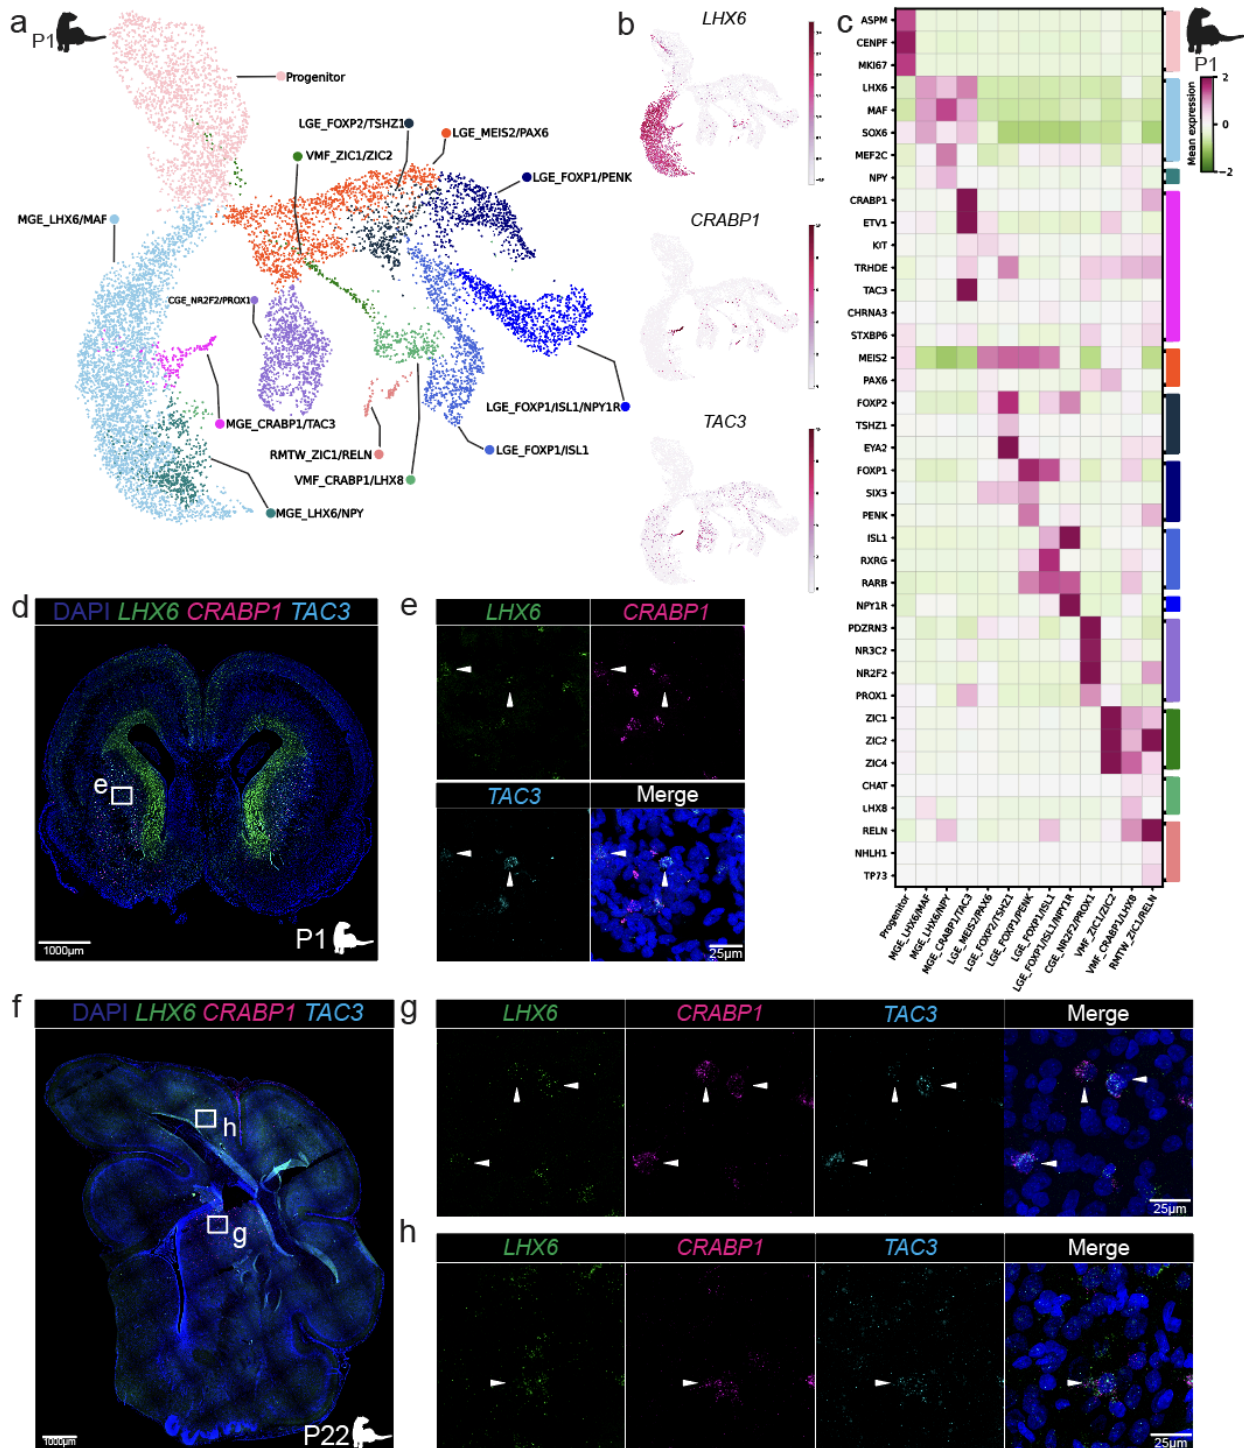 a
P1
Progenitor
LGE_FOXP2/TSHZ1
LGE_MEIS2/PAX6
VMF_ZIC1/ZIC2
LGE_FOXP1/PENK
MGE_LHX6/MAF
CGE_NR2F2/PROX1
LGE_FOXP1/ISL1/NPY1R
MGE_CRABP1/TAC3
RMTW_ZIC1/RELN
LGE_FOXP1/ISL1
VMF_CRABP1/LHX8
MGE_LHX6/NPY
b
LHX6
CRABP1
TAC3
c
P1
Mean expression
2
0
−2
ASPM
CENPF
MKI67
LHX6
MAF
SOX6
MEF2C
NPY
CRABP1
ETV1
KIT
TRHDE
TAC3
CHRNA3
STXBP6
MEIS2
PAX6
FOXP2
TSHZ1
EYA2
FOXP1
SIX3
PENK
ISL1
RXRG
RARB
NPY1R
PDZRN3
NR3C2
NR2F2
PROX1
ZIC1
ZIC2
ZIC4
CHAT
LHX8
RELN
NHLH1
TP73
Progenitor
MGE_LHX6/MAF
MGE_LHX6/NPY
MGE_CRABP1/TAC3
LGE_MEIS2/PAX6
LGE_FOXP2/TSHZ1
LGE_FOXP1/PENK
LGE_FOXP1/ISL1
LGE_FOXP1/ISL1/NPY1R
CGE_NR2F2/PROX1
VMF_ZIC1/ZIC2
VMF_CRABP1/LHX8
RMTW_ZIC1/RELN
d
DAPI LHX6 CRABP1 TAC3
e
1000µm
P1
e
LHX6
CRABP1
TAC3
Merge
25µm
f
DAPI LHX6 CRABP1 TAC3
h
g
1000µm
P22
g
LHX6
CRABP1
TAC3
Merge
25µm
h
LHX6
CRABP1
TAC3
Merge
25µm